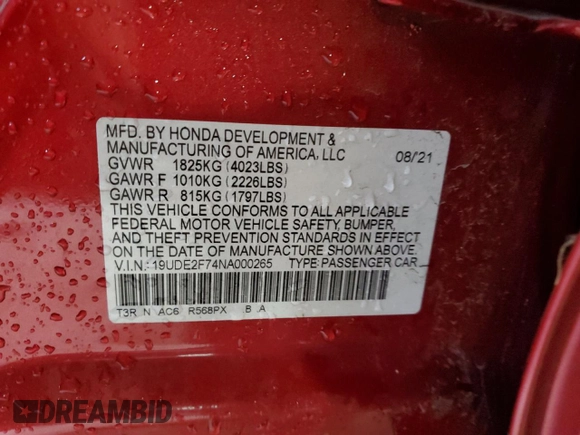 MFD. BY HONDA DEVELOPMENT &
MANUFACTURING OF AMERICA, LLC 08/'21
GVWR 1825KG (4023LBS)
GAWR F 1010KG (2226LBS)
GAWR R 815KG (1797LBS)
THIS VEHICLE CONFORMS TO ALL APPLICABLE
FEDERAL MOTOR VEHICLE SAFETY, BUMPER,
AND THEFT PREVENTION STANDARDS IN EFFECT
ON THE DATE OF MANUFACTURE SHOWN ABOVE.
V.I.N.: 19UDE2F74NA000265 TYPE: PASSENGER CAR
T3R N AC6 R568PX B A
DREAMBID